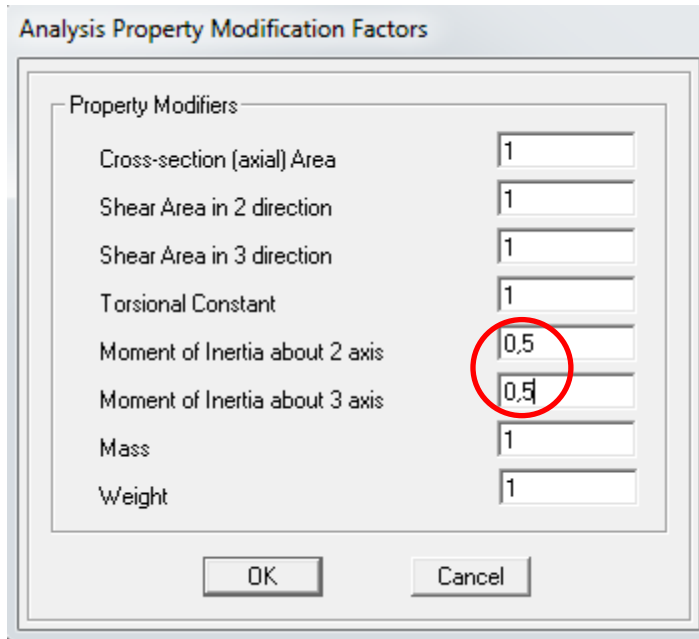 Analysis Property Modification Factors
Property Modifiers
Cross-section (axial) Area 1
Shear Area in 2 direction 1
Shear Area in 3 direction 1
Torsional Constant 1
Moment of Inertia about 2 axis 0,5
Moment of Inertia about 3 axis 0,5
Mass 1
Weight 1
OK Cancel